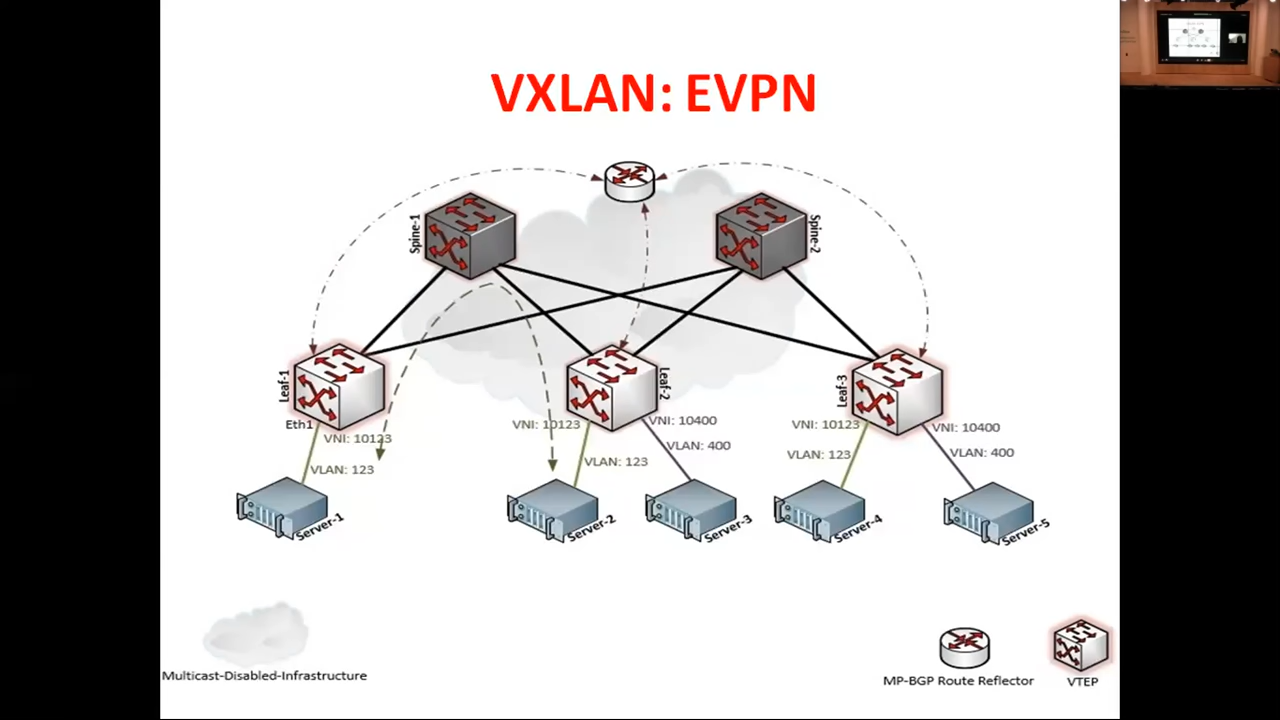 VXLAN: EVPN
Spine-1
Spine-2
Leaf-1
Leaf-2
Leaf-3
Eth1
VNI: 10123
VLAN: 123
VNI: 10123
VLAN: 123
VNI: 10400
VLAN: 400
VNI: 10123
VLAN: 123
VNI: 10400
VLAN: 400
Server-1
Server-2
Server-3
Server-4
Server-5
Multicast-Disabled-Infrastructure
MP-BGP Route Reflector
VTEP